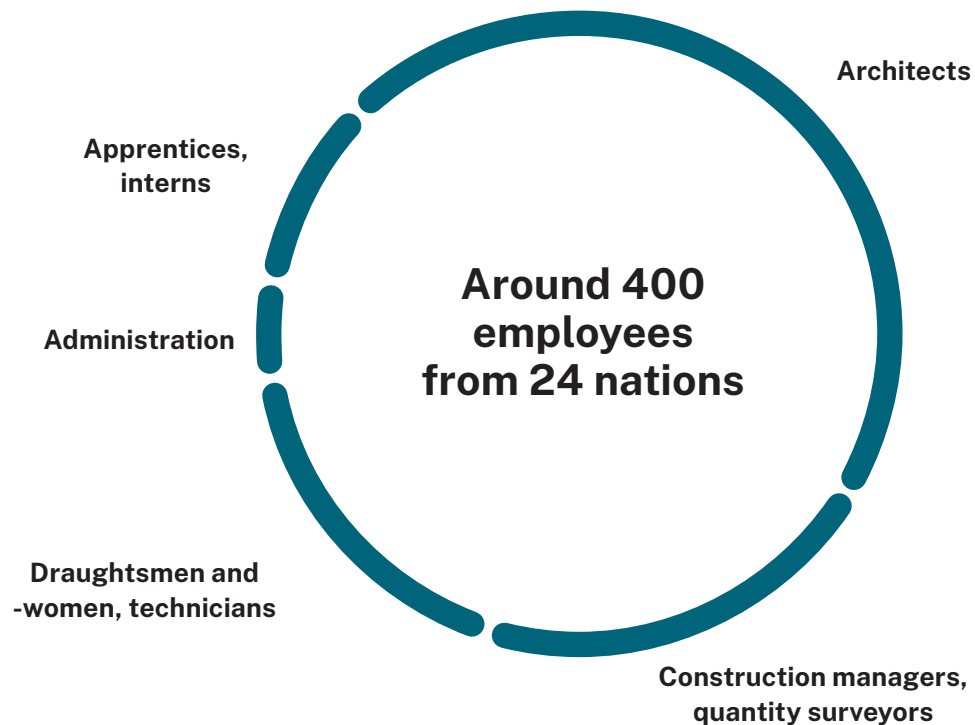 Architects
Apprentices,
interns
Around 400
employees
from 24 nations
Administration
Draughtsmen and
-women, technicians
Construction managers,
quantity surveyors